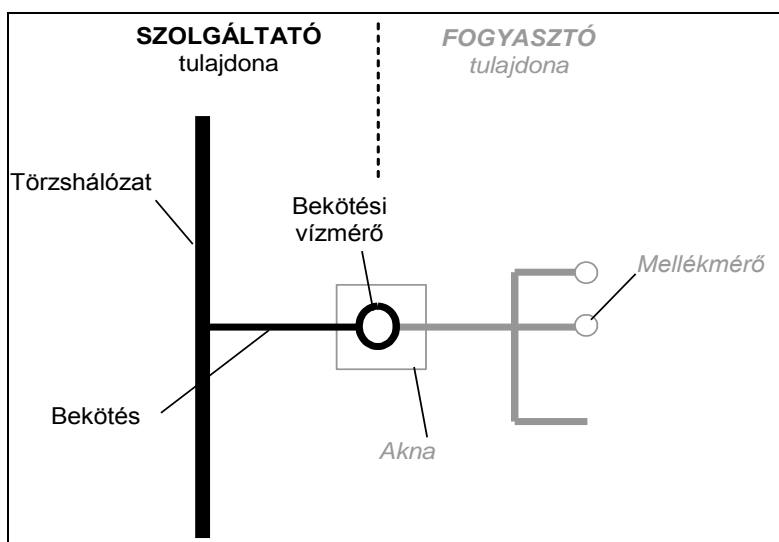 SZOLGÁLTATÓ
tulajdona
FOGYASZTÓ
tulajdona
Törzshálózat
Bekötési
vízmérő
Mellékmérő
Bekötés
Akna